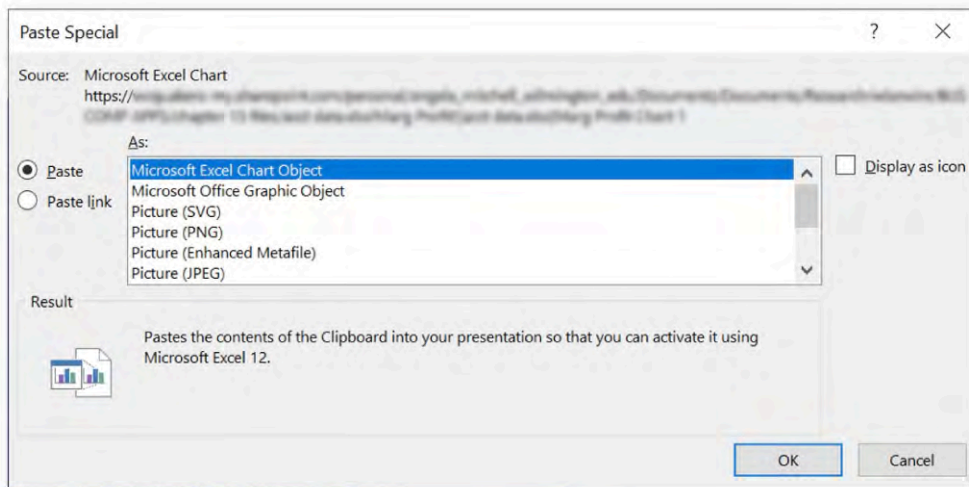 Paste Special
?
Source: Microsoft Excel Chart
https://
As:
Paste
Paste link
Microsoft Excel Chart Object
Microsoft Office Graphic Object
Picture (SVG)
Picture (PNG)
Picture (Enhanced Metafile)
Picture (JPEG)
Display as icon
Result
Pastes the contents of the Clipboard into your presentation so that you can activate it using
Microsoft Excel 12.
OK
Cancel